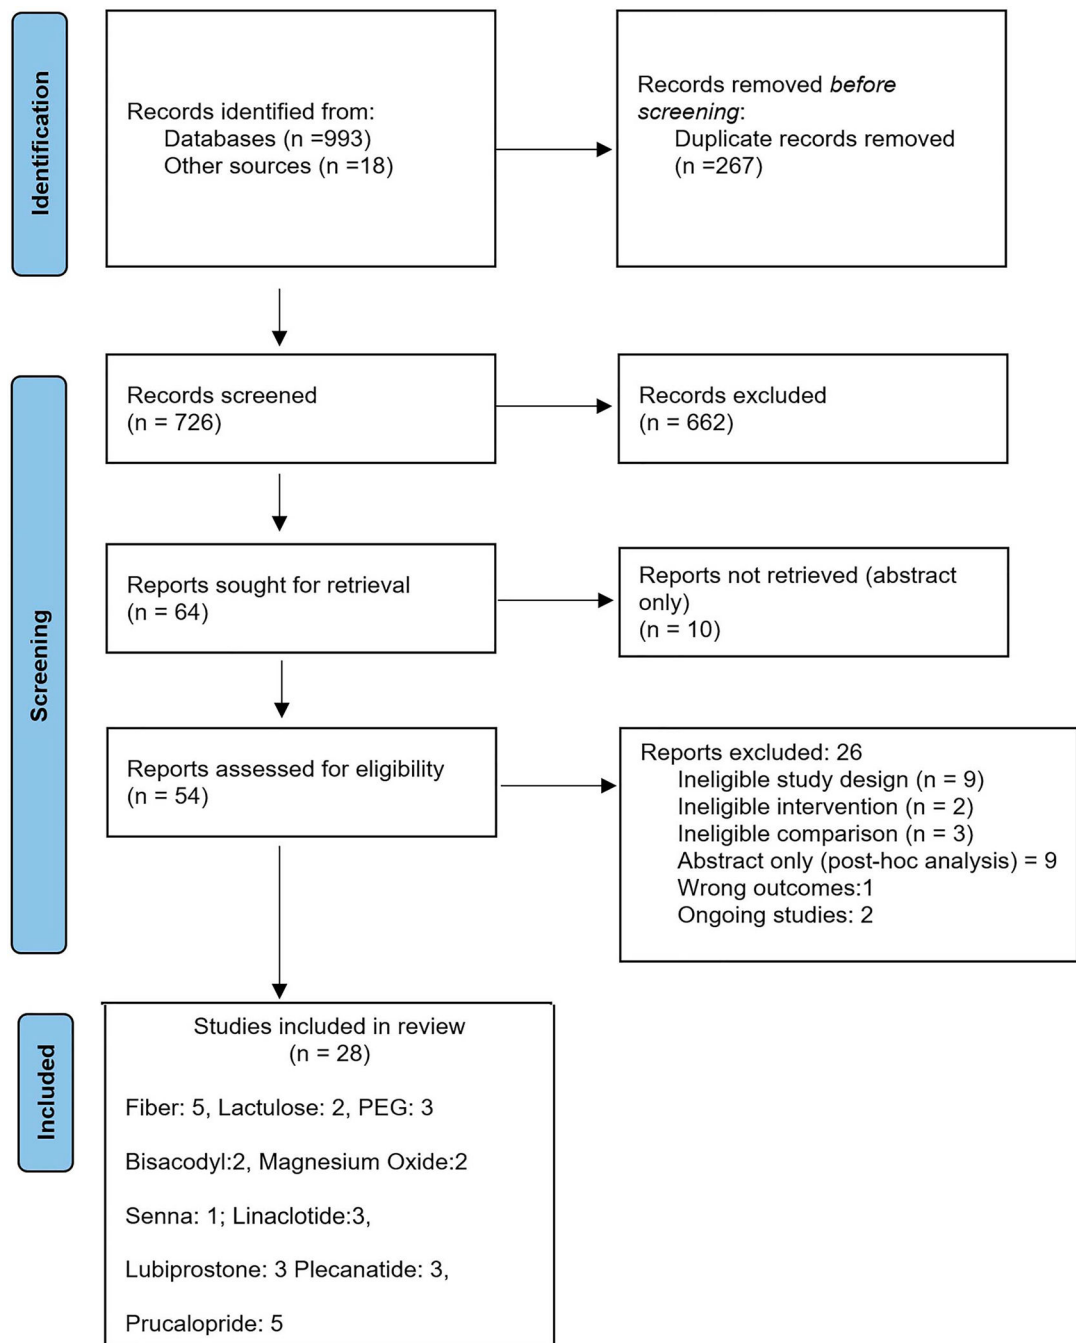 Identification
Records identified from:
Databases (n =993)
Other sources (n =18)
Records removed before
screening:
Duplicate records removed
(n =267)
Screening
Records screened
(n = 726)
Records excluded
(n = 662)
Reports sought for retrieval
(n = 64)
Reports not retrieved (abstract
only)
(n = 10)
Reports assessed for eligibility
(n = 54)
Reports excluded: 26
Ineligible study design (n = 9)
Ineligible intervention (n = 2)
Ineligible comparison (n = 3)
Abstract only (post-hoc analysis) = 9
Wrong outcomes:1
Ongoing studies: 2
Included
Studies included in review
(n = 28)
Fiber: 5, Lactulose: 2, PEG: 3
Bisacodyl:2, Magnesium Oxide:2
Senna: 1; Linaclotide:3,
Lubiprostone: 3 Plecanatide: 3,
Prucalopride: 5